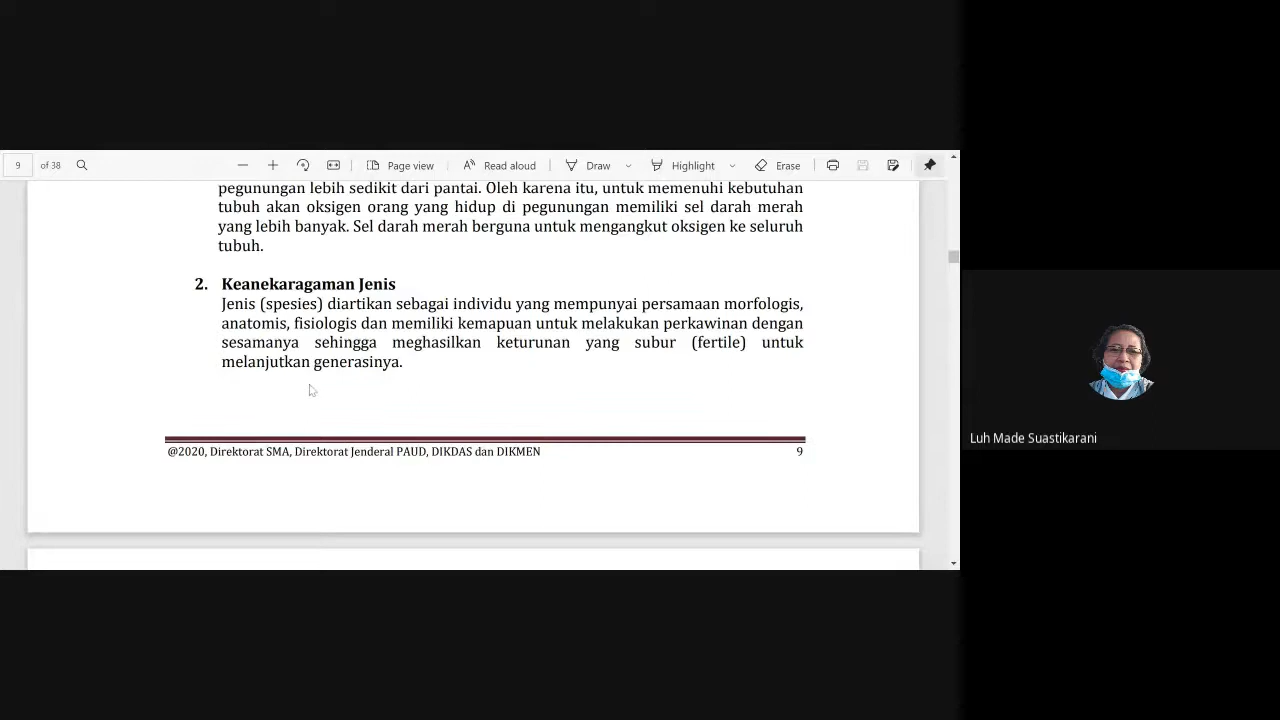 9 of 38 Page view Read aloud Draw Highlight Erase
pegunungan lebih sedikit dari pantai. Oleh karena itu, untuk memenuhi kebutuhan
tubuh akan oksigen orang yang hidup di pegunungan memiliki sel darah merah
yang lebih banyak. Sel darah merah berguna untuk mengangkut oksigen ke seluruh
tubuh.
2. Keanekaragaman Jenis
Jenis (spesies) diartikan sebagai individu yang mempunyai persamaan morfologis,
anatomis, fisiologis dan memiliki kemapuan untuk melakukan perkawinan dengan
sesamanya sehingga meghasilkan keturunan yang subur (fertile) untuk
melanjutkan generasinya.
@2020, Direktorat SMA, Direktorat Jenderal PAUD, DIKDAS dan DIKMEN 9
Luh Made Suastikarani